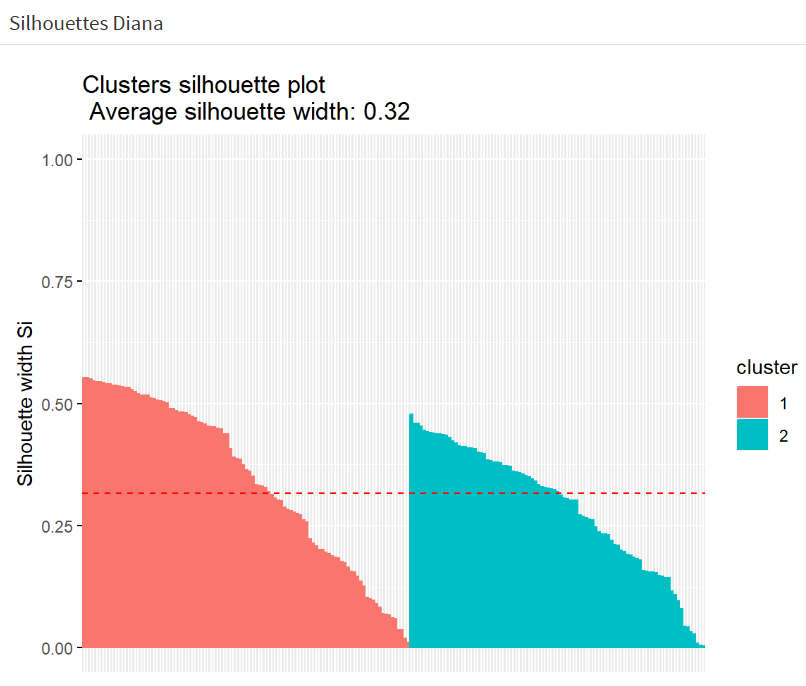 Silhouettes Diana
Clusters silhouette plot
Average silhouette width: 0.32
1.00
0.75
0.50
0.25
0.00
Silhouette width Si
cluster
1
2